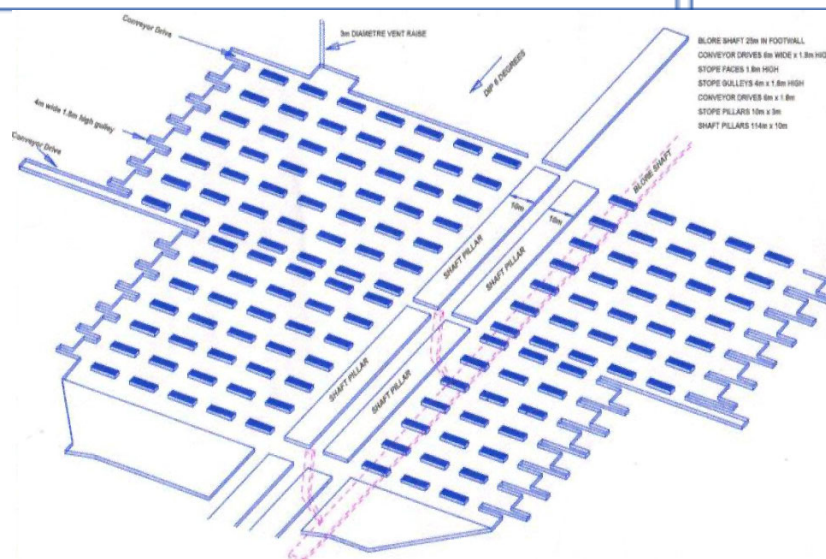 Conveyor Drive
3m DIAMETRE VENT RAISE
DIP 6 DEGREES
BLORE SHAFT 25m IN FOOTWALL
CONVEYOR DRIVES 6m WIDE x 1.8m HIG
STOPE FACES 1.8m HIGH
STOPE GULLEYS 4m x 1.8m HIGH
CONVEYOR DRIVES 6m x 1.8m
STOPE PILLARS 10m x 3m
SHAFT PILLARS 114m x 10m
4m wide 1.8m high gulley
Conveyor Drive
BLORE SHAFT
10m
10m
SHAFT PILLAR
SHAFT PILLAR
SHAFT PILLAR
SHAFT PILLAR